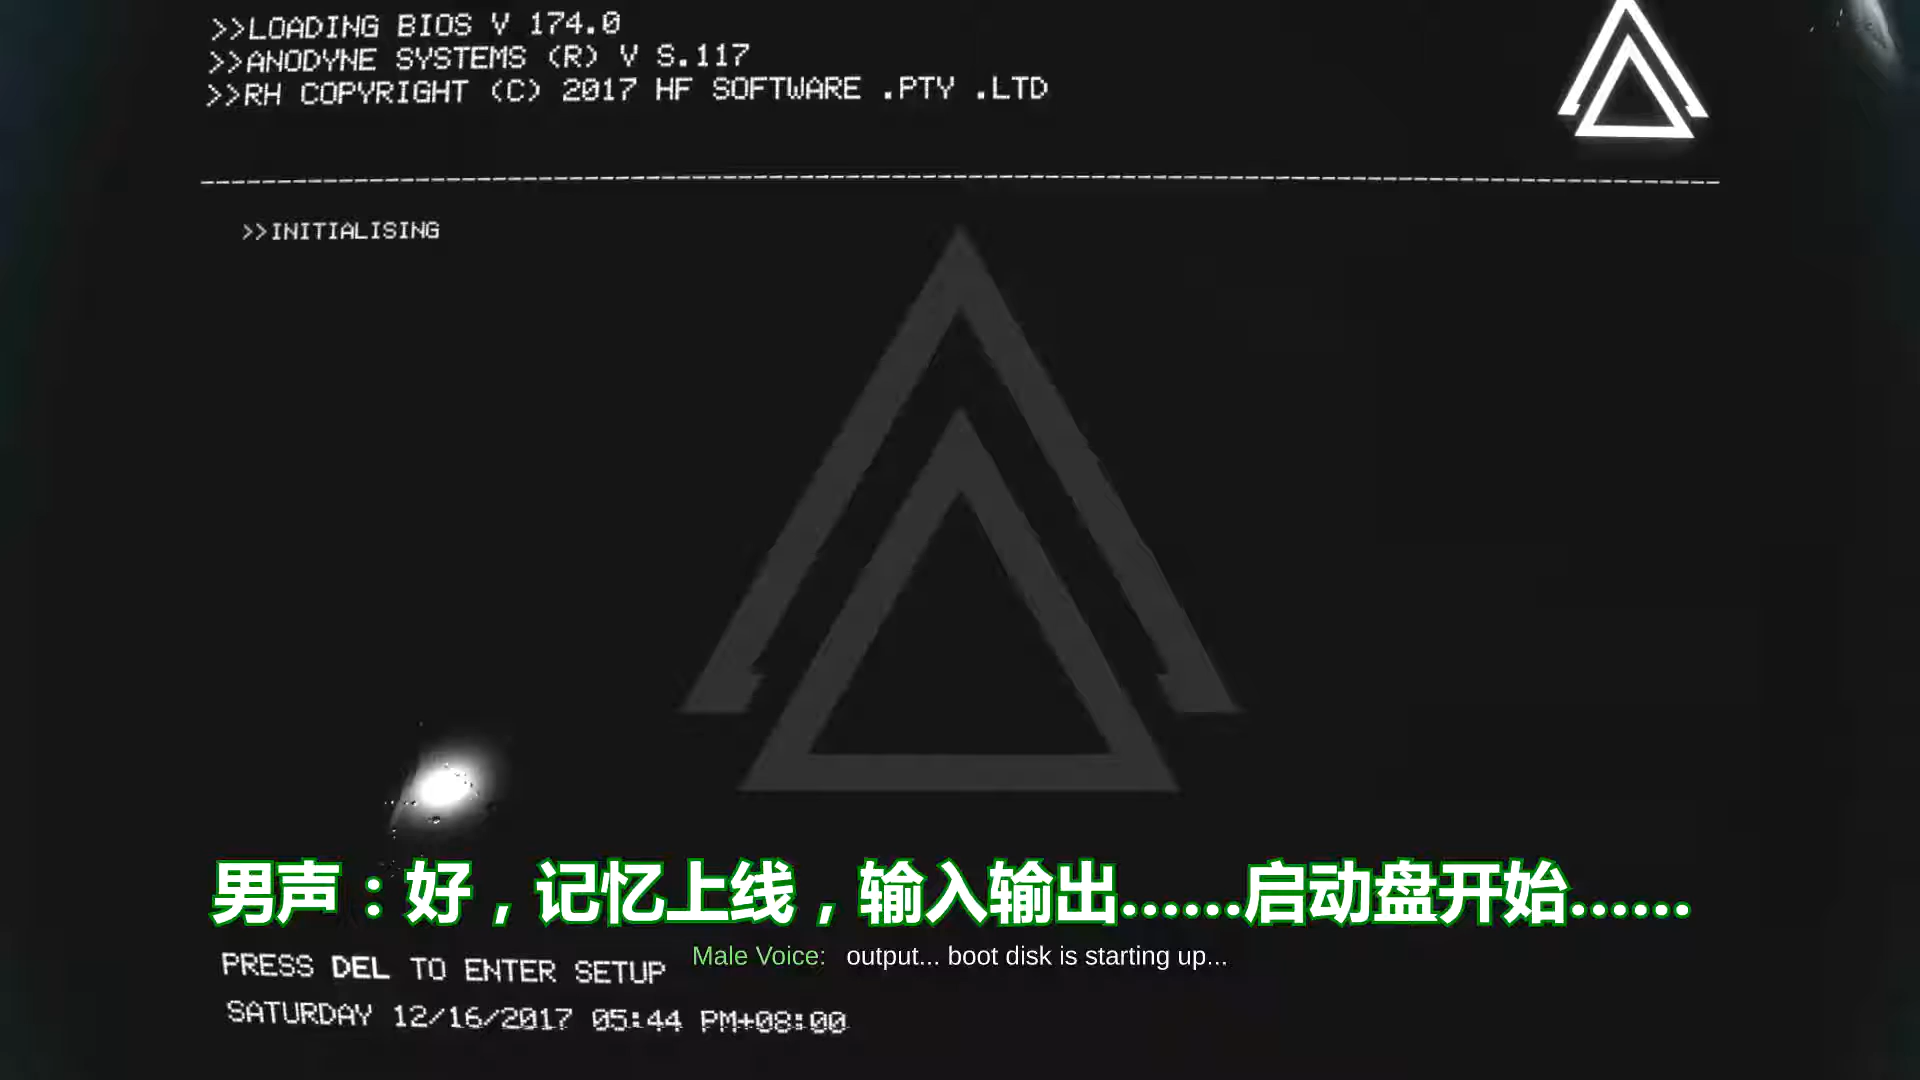 >>LOADING BIOS V 174.0
>>ANODYNE SYSTEMS (R) V S.117
>>RH COPYRIGHT (C) 2017 HF SOFTWARE .PTY .LTD
>>INITIALISING
男声：好，记忆上线，输入输出……启动盘开始……
Male Voice: output... boot disk is starting up...
PRESS DEL TO ENTER SETUP
SATURDAY 12/16/2017 05:44 PM+08:00